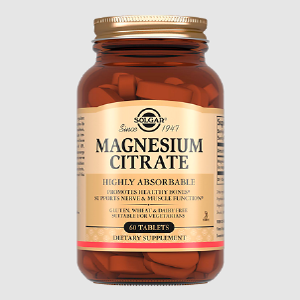 SOLGAR
Since 1947
MAGNESIUM
CITRATE
HIGHLY ABSORBABLE
PROMOTES HEALTHY BONES*
SUPPORTS NERVE & MUSCLE FUNCTION*
GLUTEN, WHEAT & DAIRY FREE
SUITABLE FOR VEGETARIANS
60 TABLETS
DIETARY SUPPLEMENT